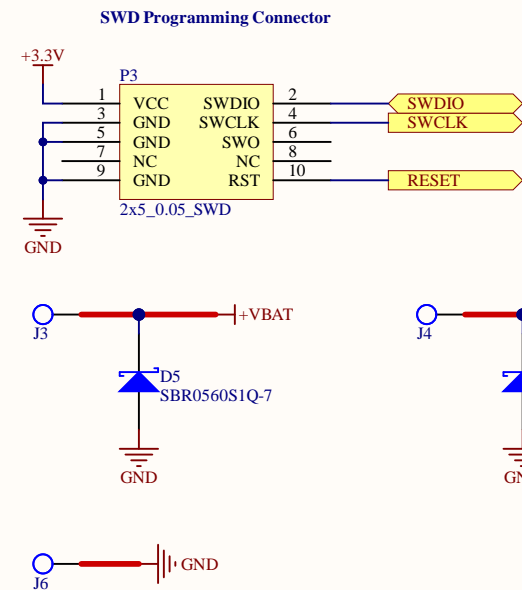 SWD Programming Connector
+3.3V
P3
1 VCC SWDIO 2 SWDIO
3 GND SWCLK 4 SWCLK
5 GND SWO 6
7 NC NC 8
9 GND RST 10 RESET
2x5_0.05_SWD
GND
+VBAT
J3 J4
D5
SBR0560S1Q-7
GND
GND
J6